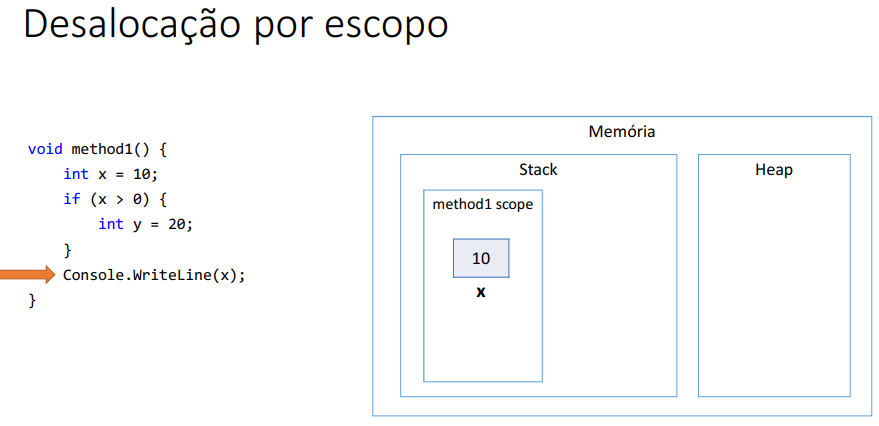 Desalocação por escopo
void method1() {
int x = 10;
if (x > 0) {
int y = 20;
}
Console.WriteLine(x);
}
Memória
Stack
Heap
method1 scope
10
x